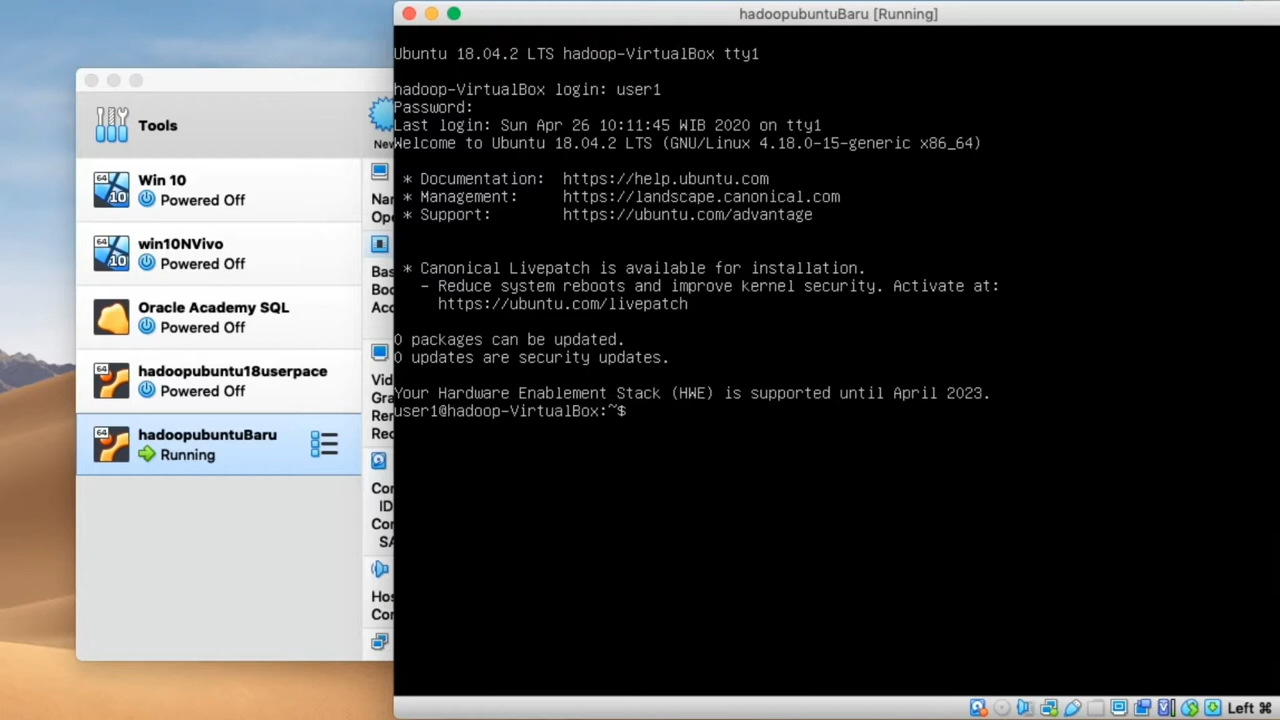 hadoopubuntuBaru [Running]
Tools
Win 10
Powered Off
win10NVivo
Powered Off
Oracle Academy SQL
Powered Off
hadoopubuntu18userpace
Powered Off
hadoopubuntuBaru
Running
Ubuntu 18.04.2 LTS hadoop-VirtualBox tty1
hadoop-VirtualBox login: user1
Password:
Last login: Sun Apr 26 10:11:45 WIB 2020 on tty1
Welcome to Ubuntu 18.04.2 LTS (GNU/Linux 4.18.0-15-generic x86_64)
* Documentation: https://help.ubuntu.com
* Management: https://landscape.canonical.com
* Support: https://ubuntu.com/advantage
* Canonical Livepatch is available for installation.
- Reduce system reboots and improve kernel security. Activate at:
https://ubuntu.com/livepatch
0 packages can be updated.
0 updates are security updates.
Your Hardware Enablement Stack (HWE) is supported until April 2023.
user1@hadoop-VirtualBox:~$
Left ⌘